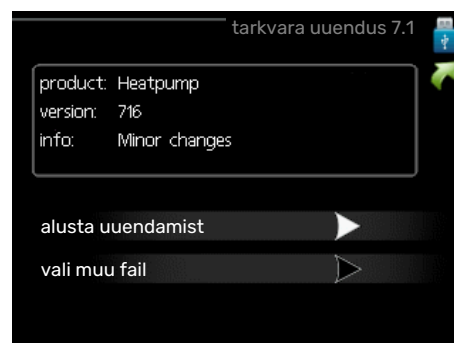 tarkvara uuendus 7.1
product: Heatpump
version: 716
info: Minor changes
alusta uuendamist
vali muu fail